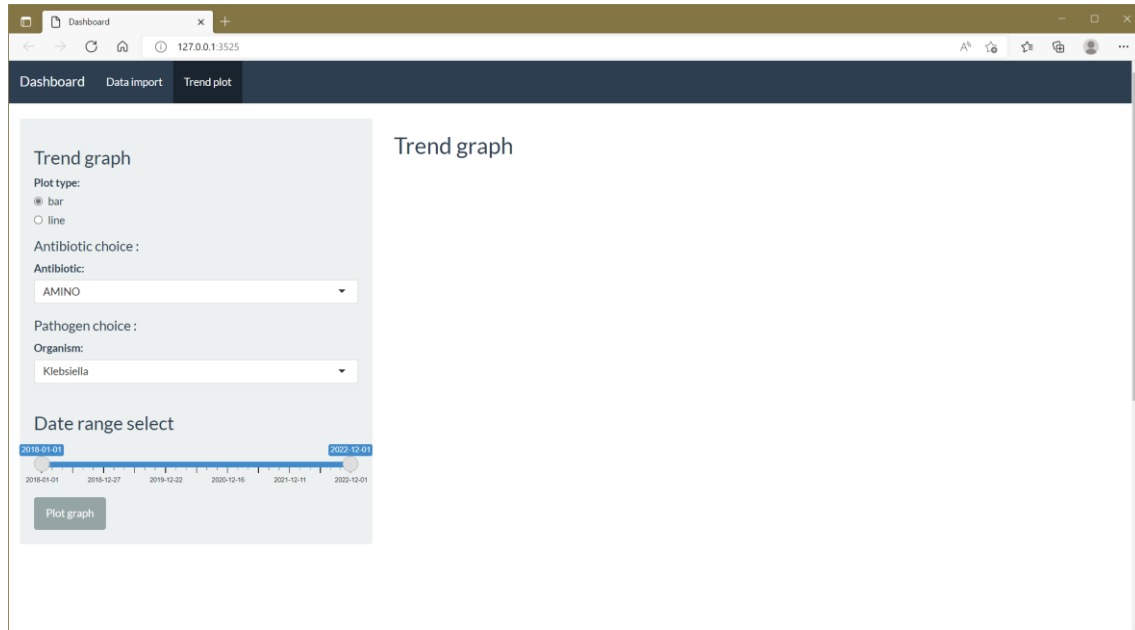 Dashboard
127.0.0.1:3525
Dashboard Data import Trend plot
Trend graph
Plot type:
bar
line
Antibiotic choice :
Antibiotic:
AMINO
Pathogen choice :
Organism:
Klebsiella
Date range select
2018-01-01 2022-12-01
2018-01-01 2018-12-27 2019-12-22 2020-12-16 2021-12-11 2022-12-01
Plot graph
Trend graph